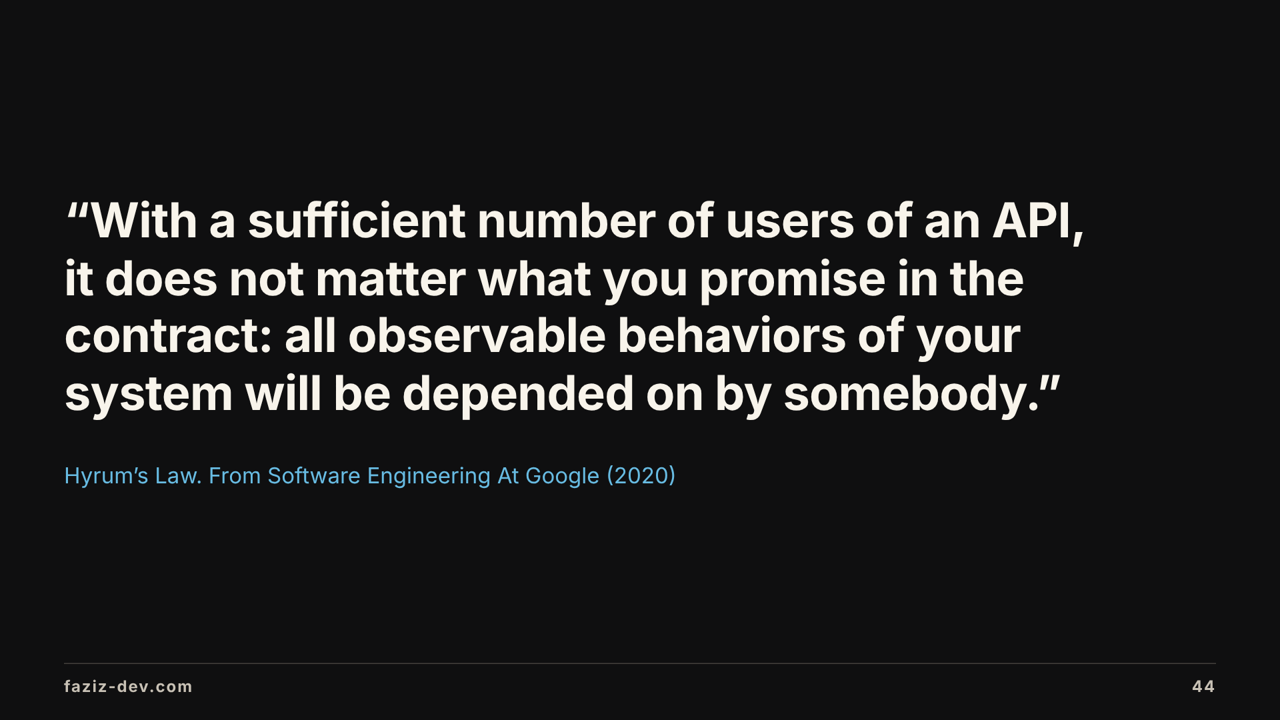 “With a sufficient number of users of an API,
it does not matter what you promise in the
contract: all observable behaviors of your
system will be depended on by somebody.”
Hyrum’s Law. From Software Engineering At Google (2020)
faziz-dev.com
44